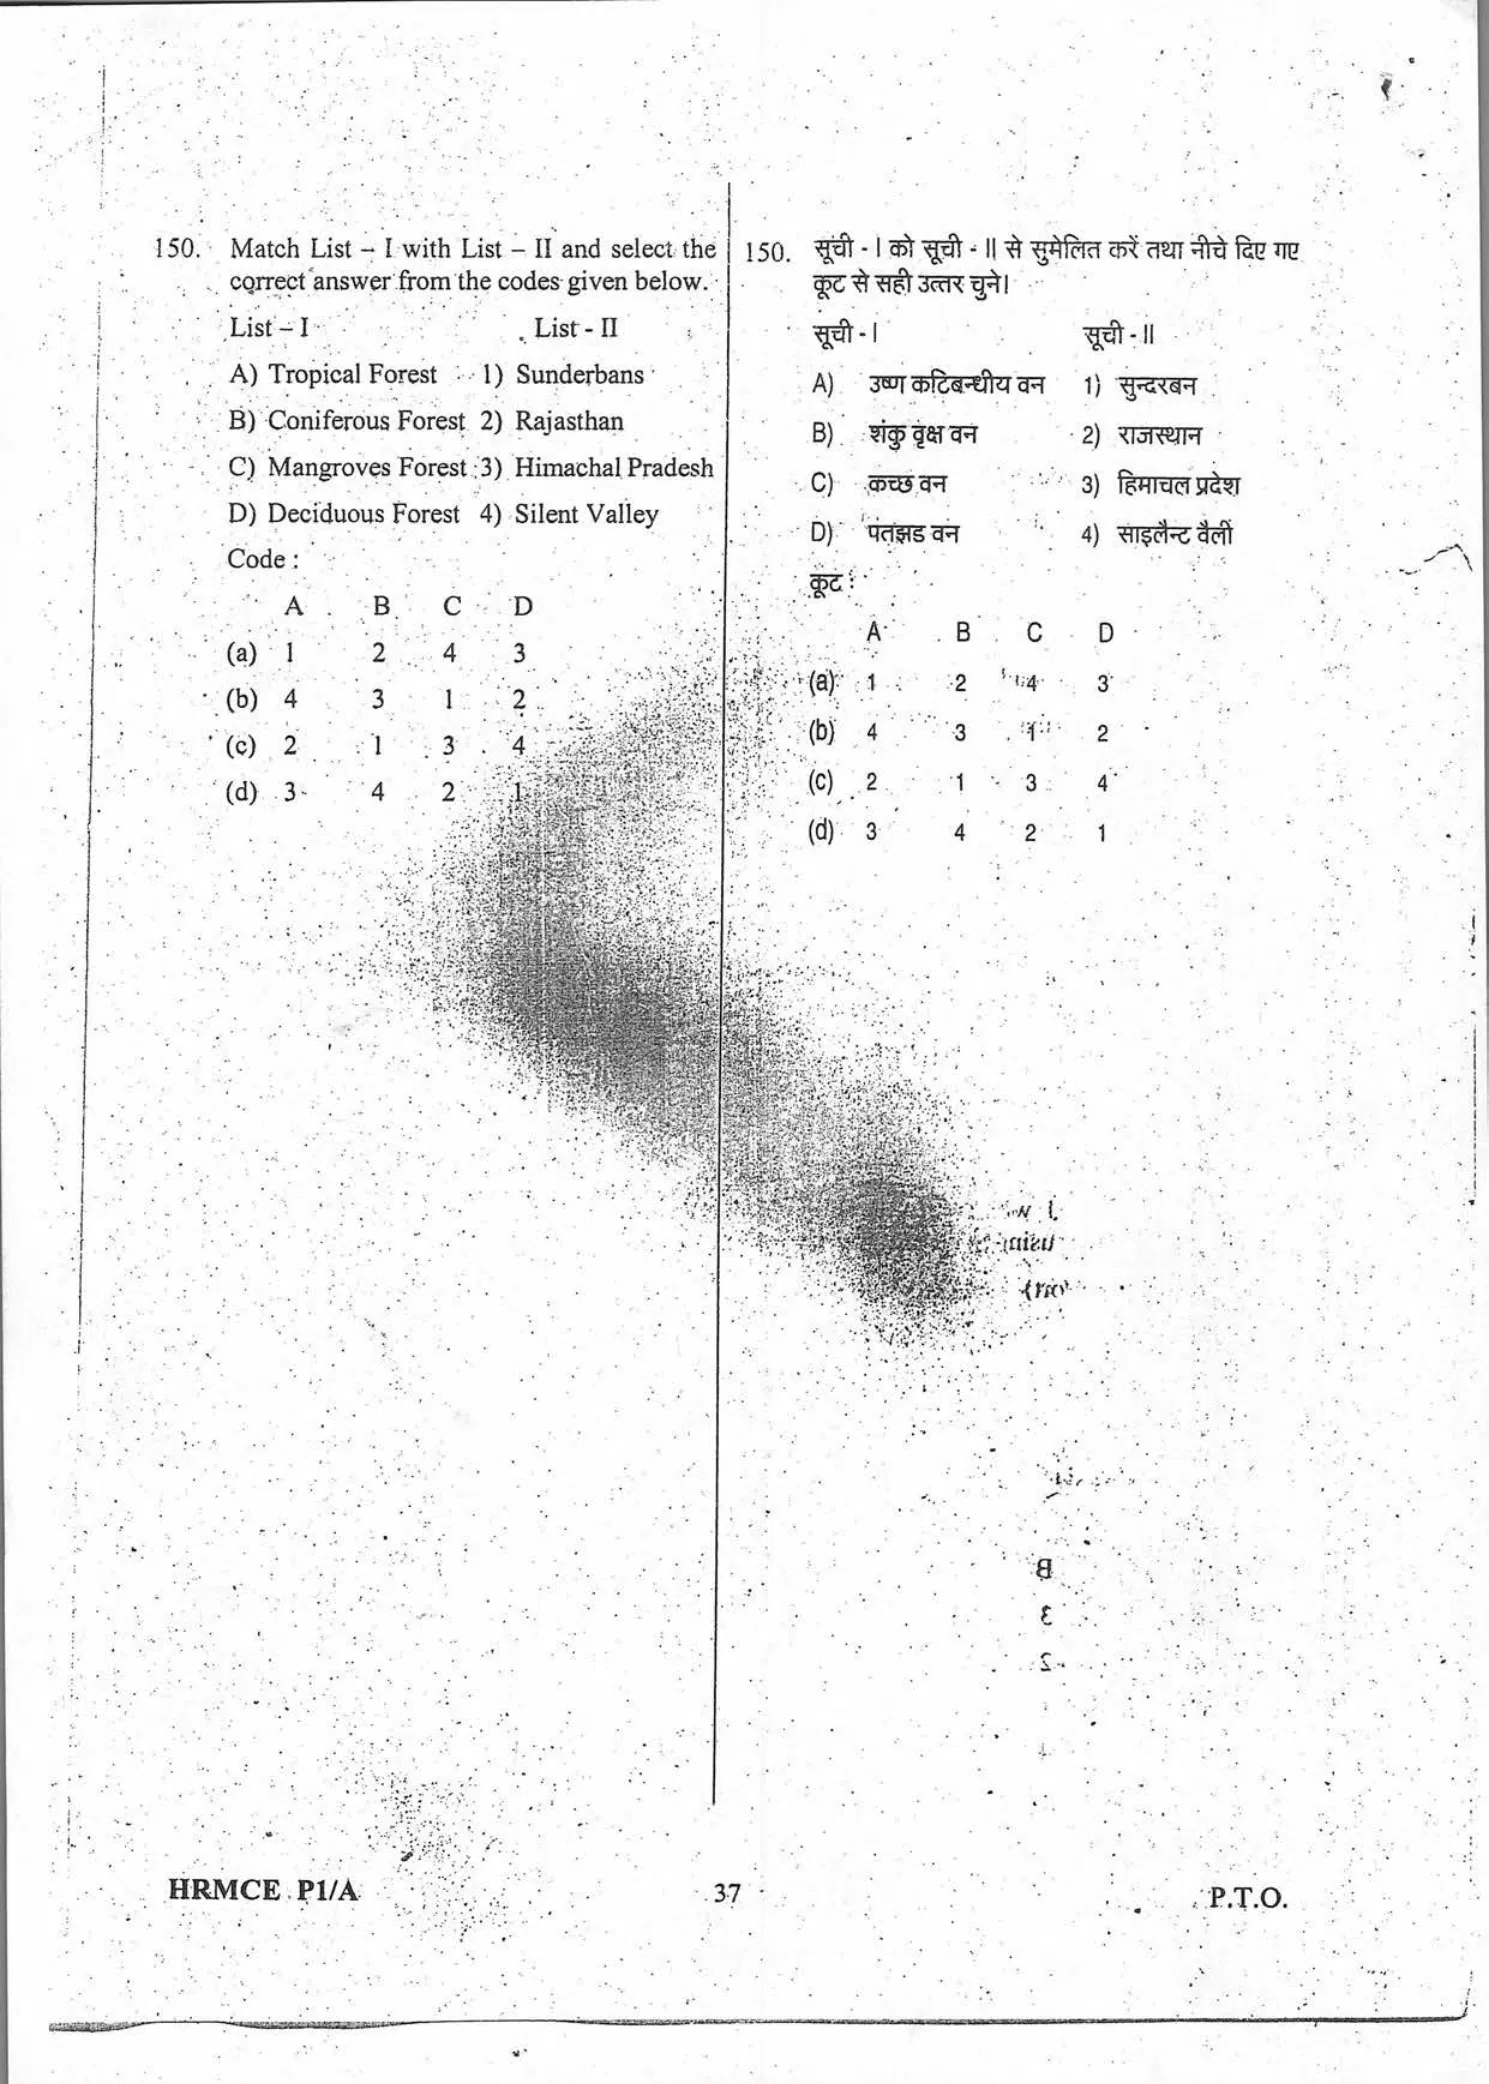 150. Match List – I with List – II and select the
correct answer from the codes given below.
List – I List - II
A) Tropical Forest 1) Sunderbans
B) Coniferous Forest 2) Rajasthan
C) Mangroves Forest 3) Himachal Pradesh
D) Deciduous Forest 4) Silent Valley
Code :
A B C D
(a) 1 2 4 3
(b) 4 3 1 2
(c) 2 1 3 4
(d) 3 4 2 1
150. सूची - I को सूची - II से सुमेलित करें तथा नीचे दिए गए
कूट से सही उत्तर चुने।
सूची - I सूची - II
A) उष्ण कटिबन्धीय वन 1) सुन्दरबन
B) शंकु वृक्ष वन 2) राजस्थान
C) कच्छ वन 3) हिमाचल प्रदेश
D) पतझड वन 4) साइलैन्ट वैली
कूट :
A B C D
(a) 1 2 4 3
(b) 4 3 1 2
(c) 2 1 3 4
(d) 3 4 2 1
B
3
2
HRMCE P1/A 37 P.T.O.